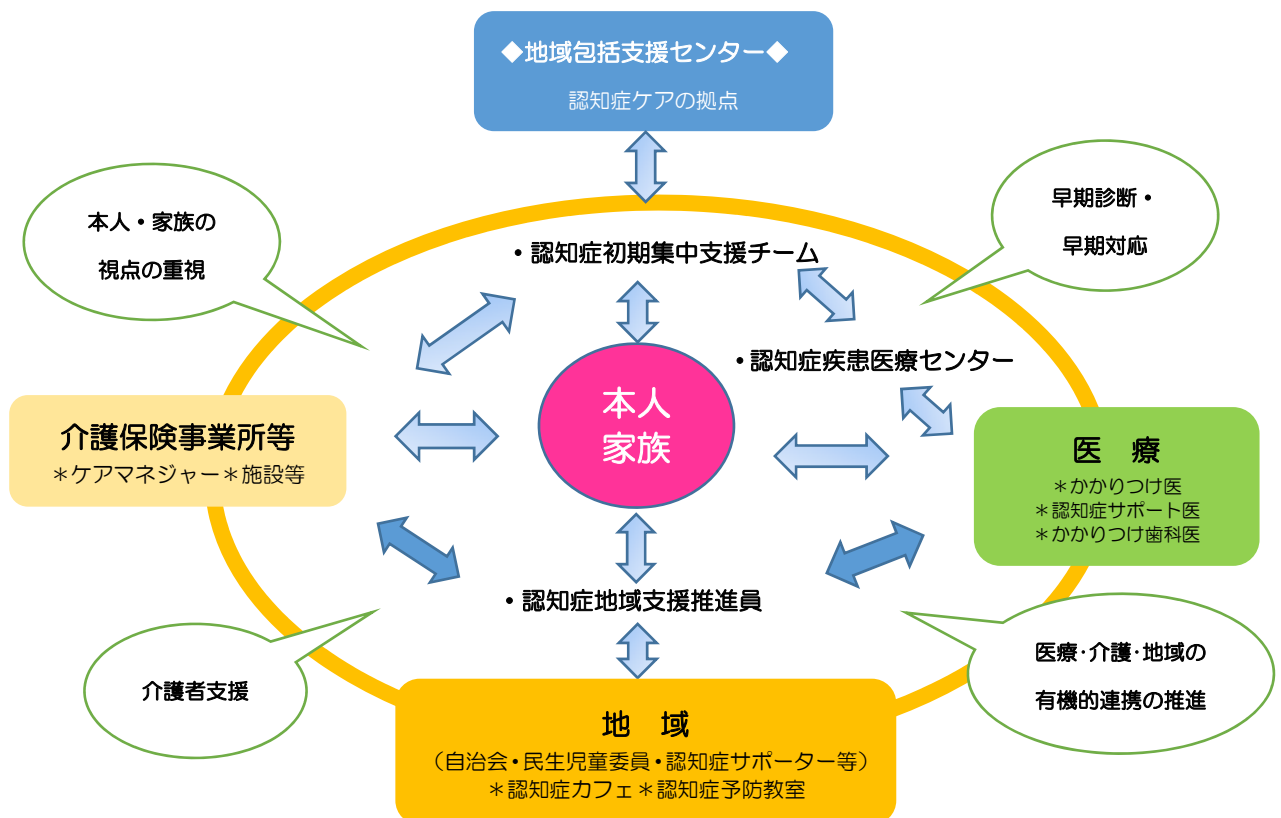 ◆地域包括支援センター◆
認知症ケアの拠点
本人・家族の
視点の重視
早期診断・
早期対応
・認知症初期集中支援チーム
・認知症疾患医療センター
本人
家族
介護保険事業所等
＊ケアマネジャー＊施設等
医　療
＊かかりつけ医
＊認知症サポート医
＊かかりつけ歯科医
・認知症地域支援推進員
介護者支援
医療・介護・地域の
有機的連携の推進
地　域
（自治会・民生児童委員・認知症サポーター等）
＊認知症カフェ＊認知症予防教室